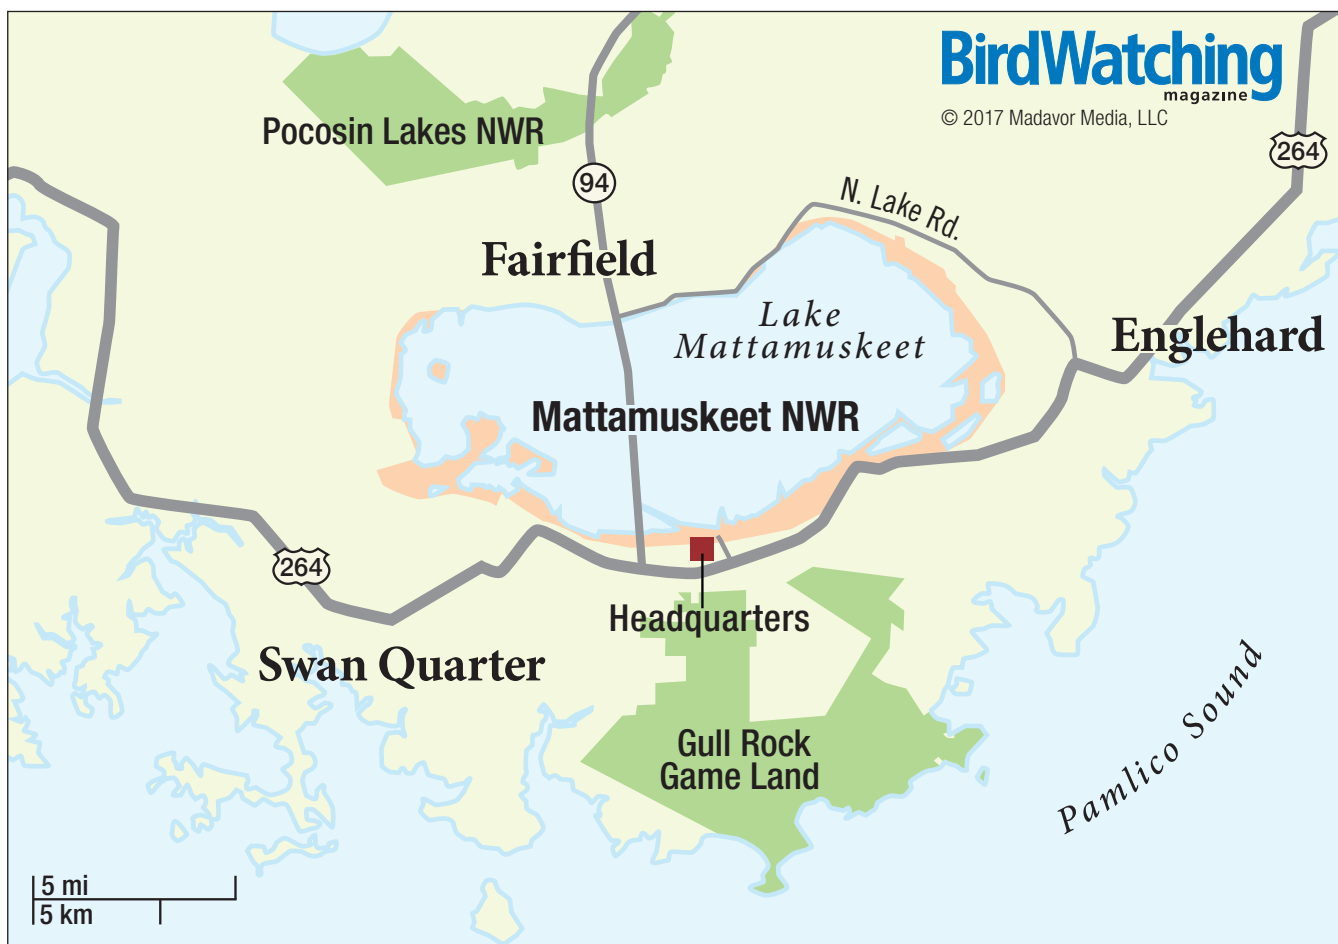 BirdWatching
magazine
© 2017 Madavor Media, LLC
Pocosin Lakes NWR
264
94
N. Lake Rd.
Fairfield
Lake
Mattamuskeet
Englehard
Mattamuskeet NWR
264
Headquarters
Swan Quarter
Gull Rock
Game Land
Pamlico Sound
5 mi
5 km